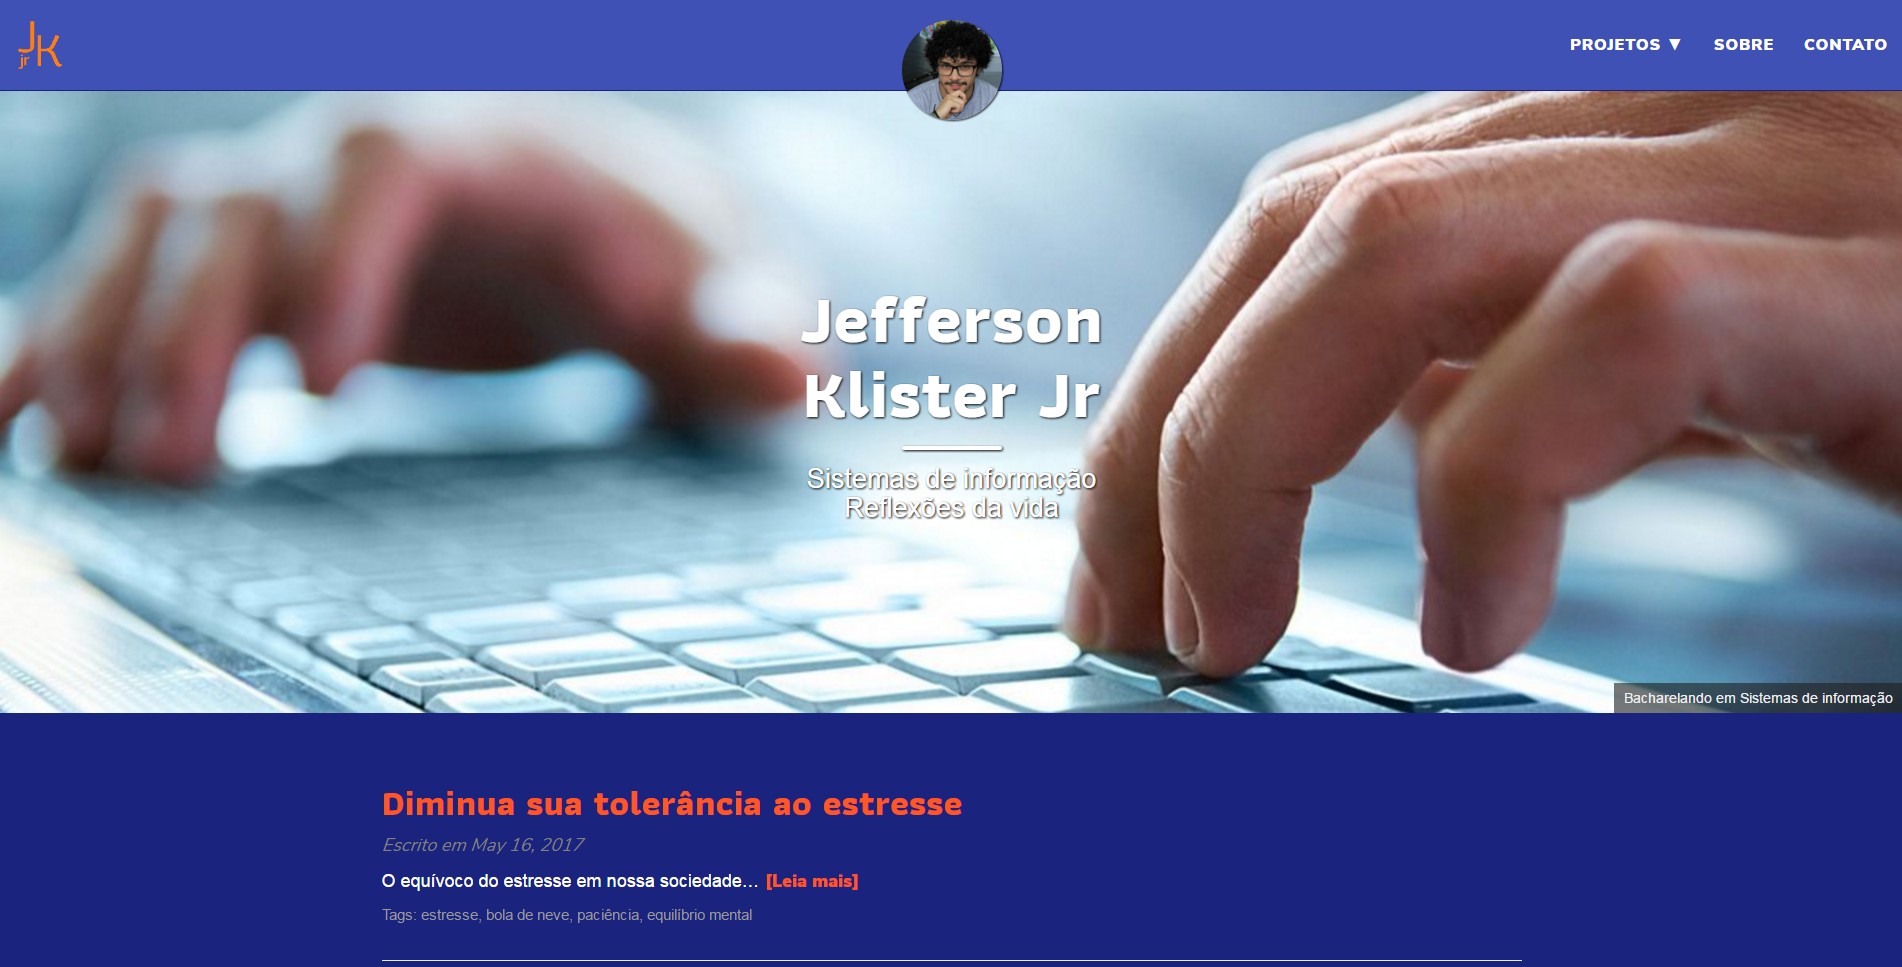 JK
jr
PROJETOS ▼ SOBRE CONTATO
Jefferson
Klister Jr
Sistemas de informação
Reflexões da vida
Bacharelando em Sistemas de informação
Diminua sua tolerância ao estresse
Escrito em May 16, 2017
O equívoco do estresse em nossa sociedade... [Leia mais]
Tags: estresse, bola de neve, paciência, equilíbrio mental